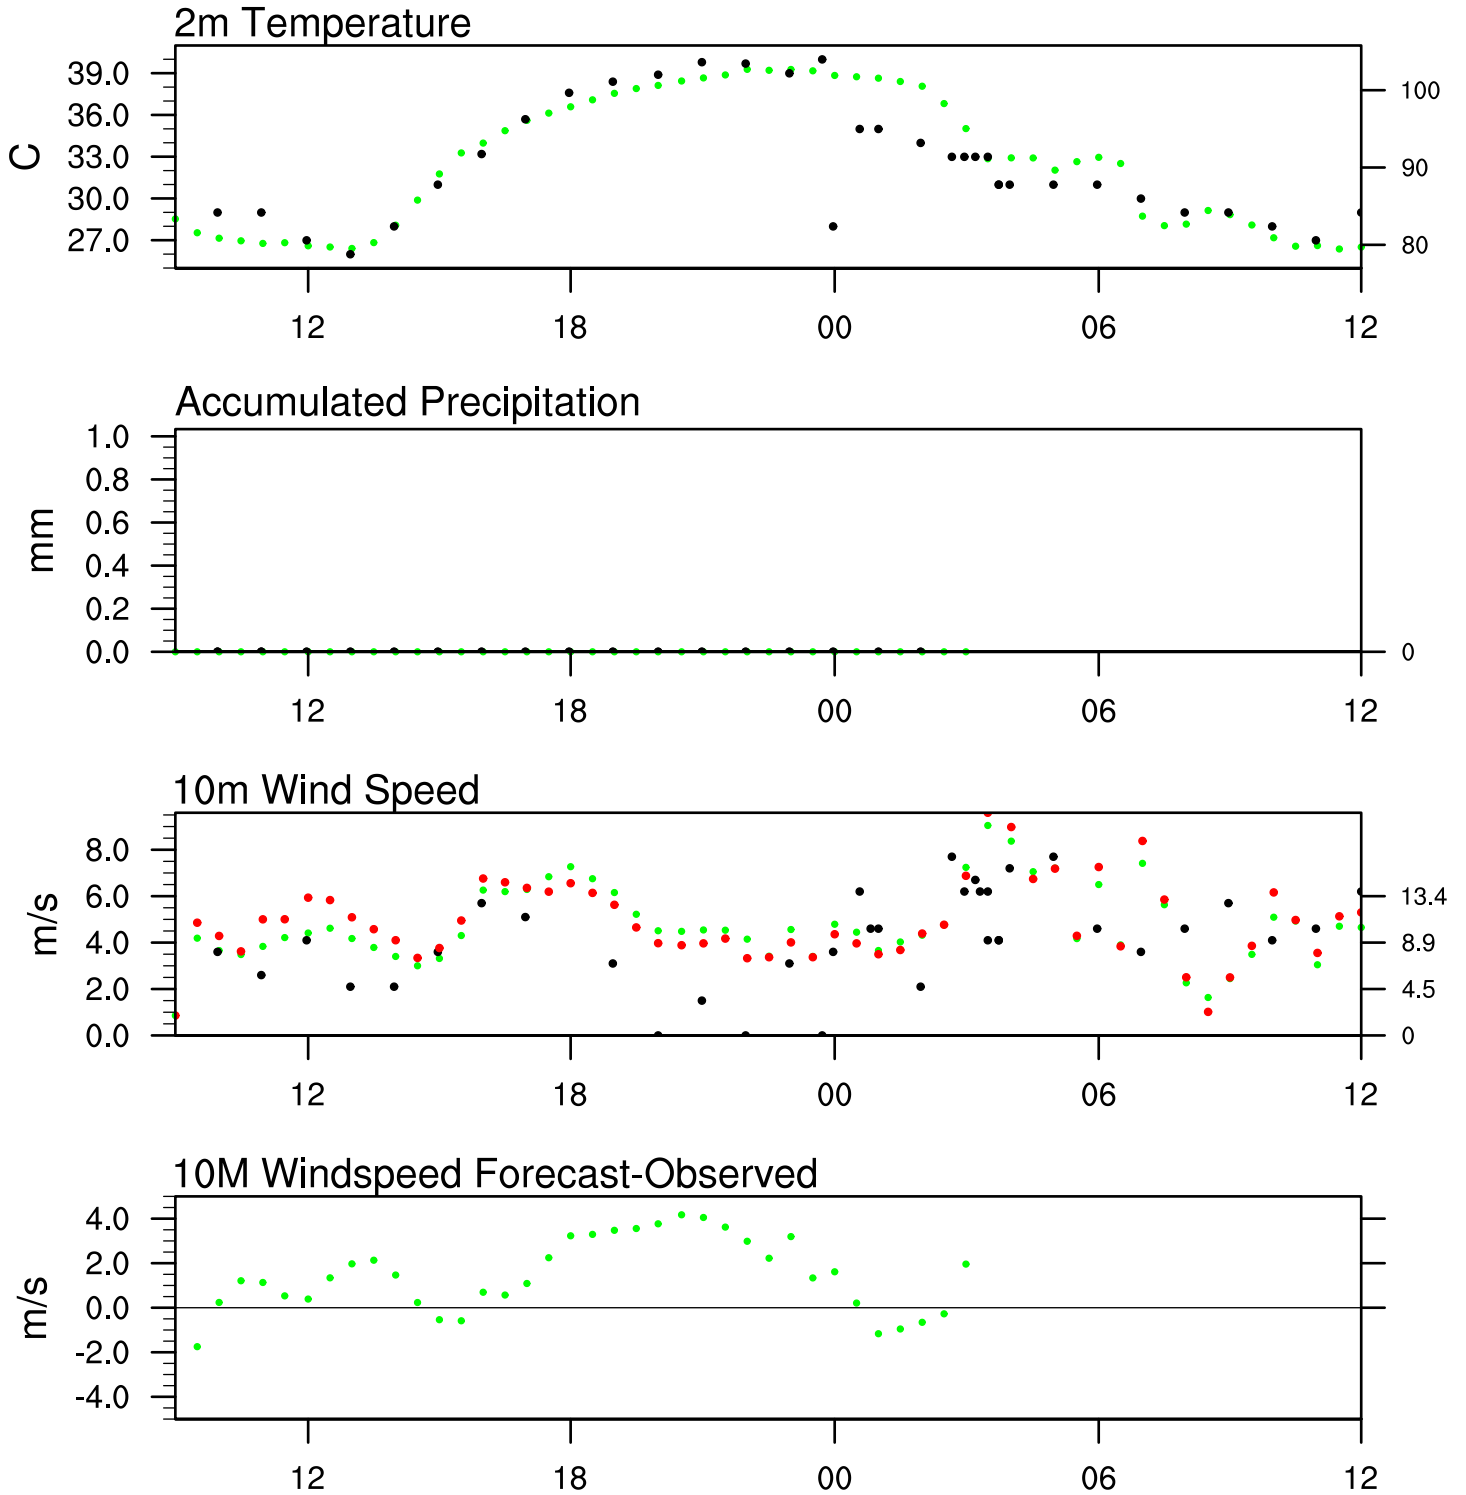 2m Temperature
39.0
36.0
33.0
30.0
27.0
C
100
90
80
12 18 00 06 12
Accumulated Precipitation
1.0
0.8
0.6
0.4
0.2
0.0
mm
0
12 18 00 06 12
10m Wind Speed
8.0
6.0
4.0
2.0
0.0
m/s
13.4
8.9
4.5
0
12 18 00 06 12
10M Windspeed Forecast-Observed
4.0
2.0
0.0
-2.0
-4.0
m/s
12 18 00 06 12